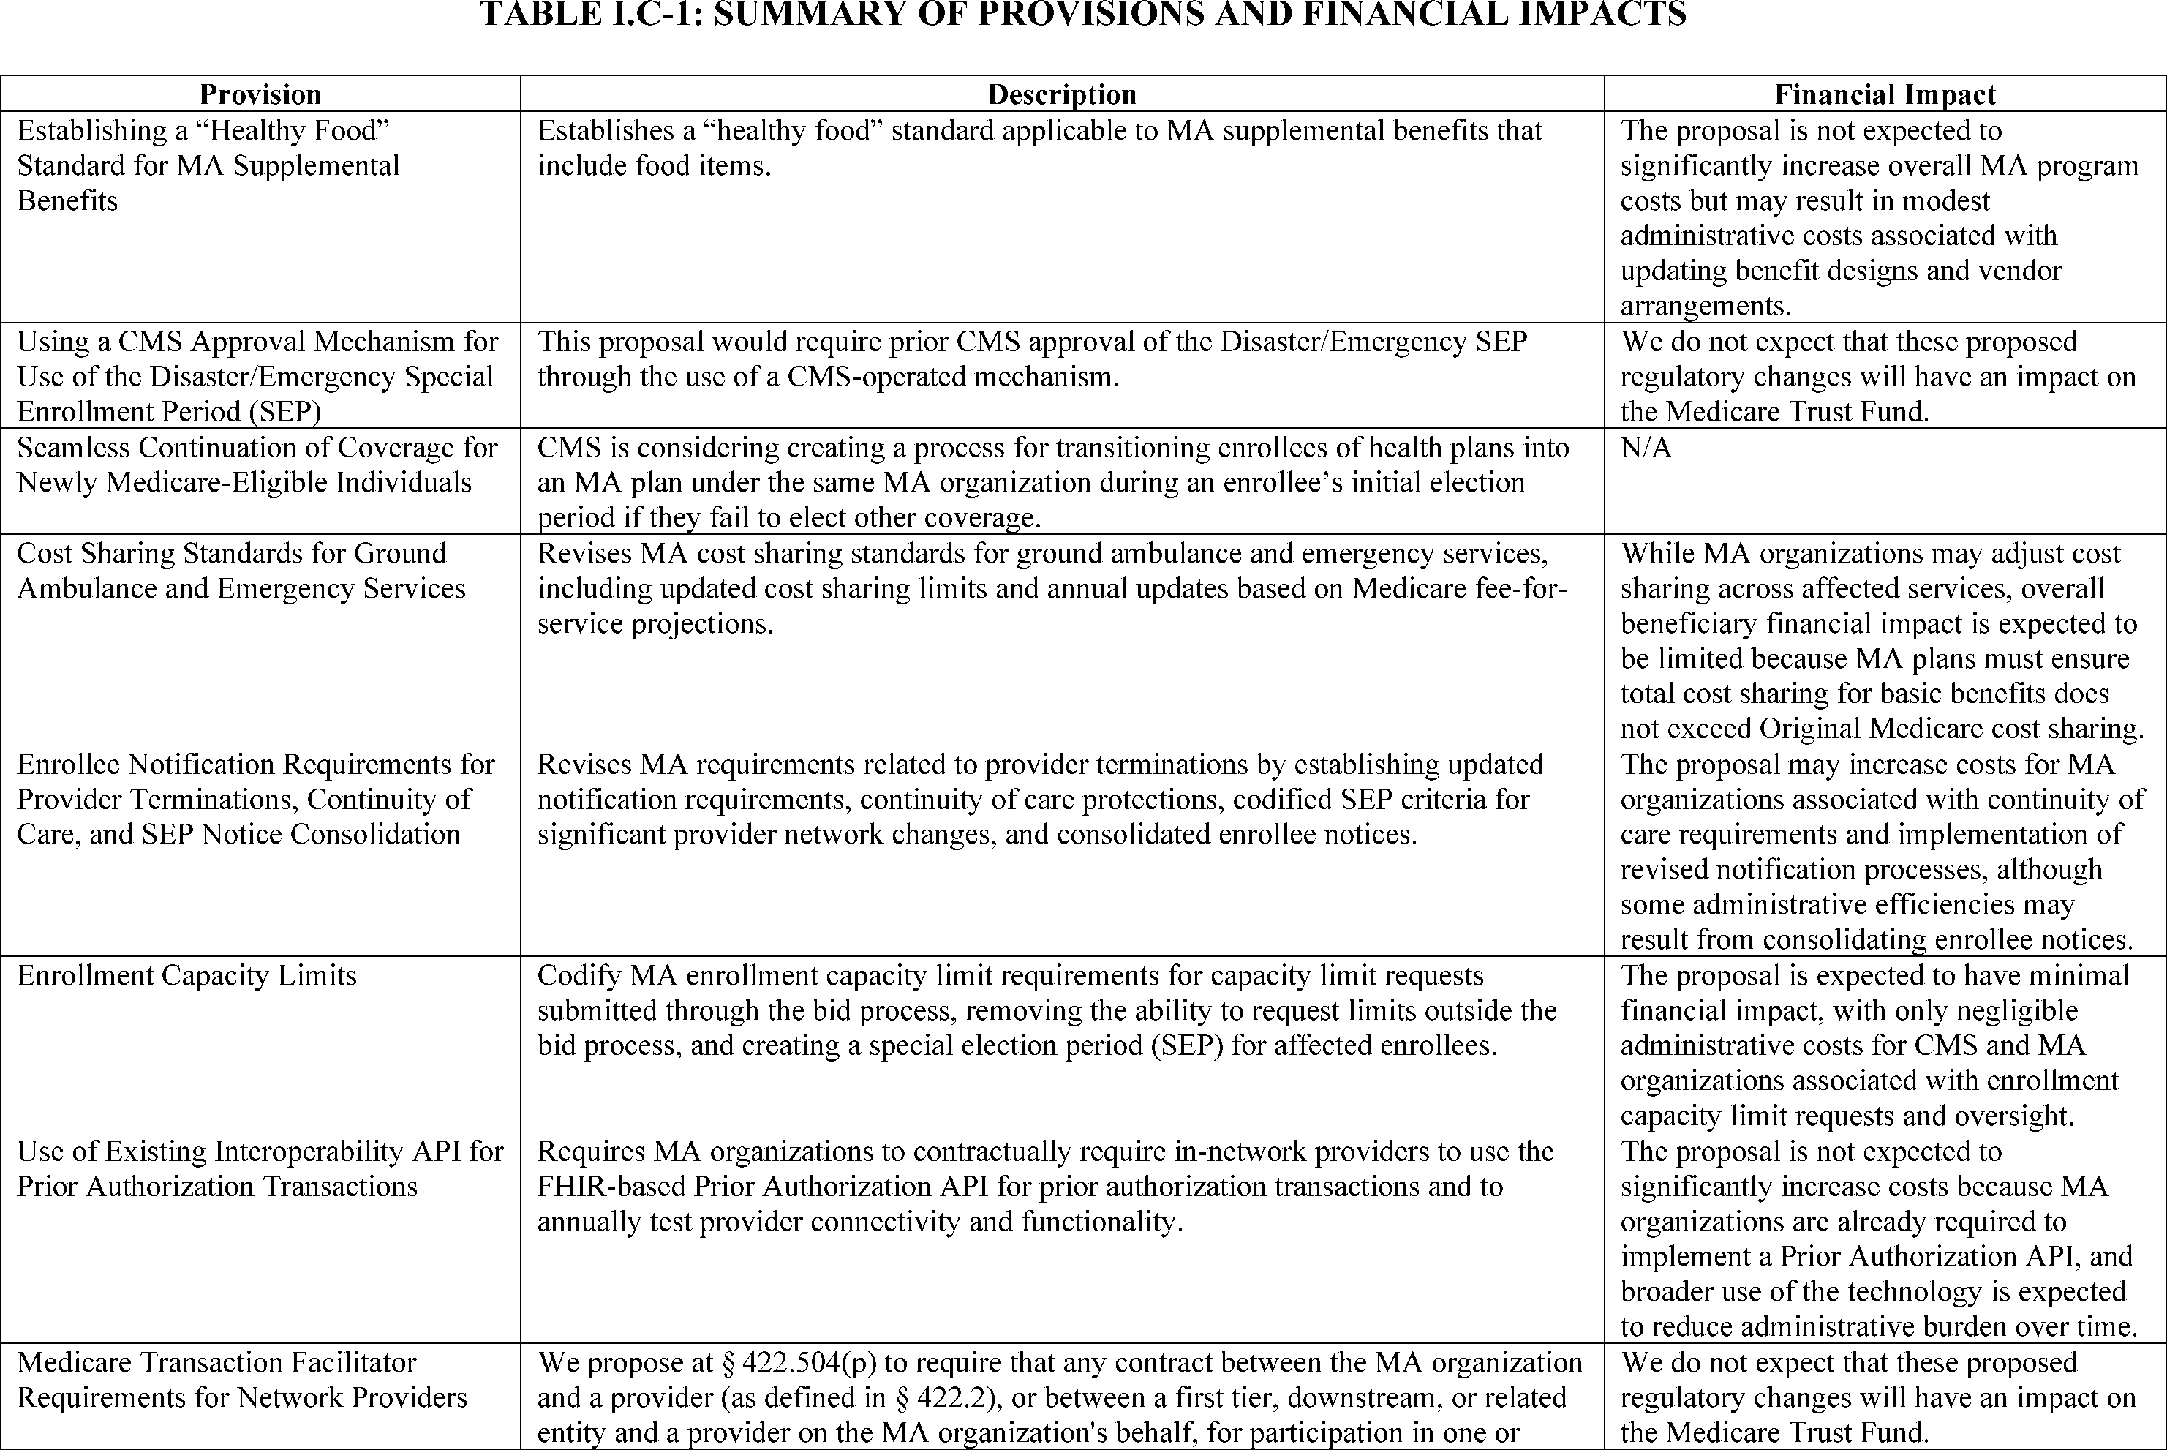 TABLE I.C-1: SUMMARY OF PROVISIONS AND FINANCIAL IMPACTS
Provision
Description
Financial Impact
Establishing a “Healthy Food”
Standard for MA Supplemental
Benefits
Establishes a “healthy food” standard applicable to MA supplemental benefits that
include food items.
The proposal is not expected to
significantly increase overall MA program
costs but may result in modest
administrative costs associated with
updating benefit designs and vendor
arrangements.
Using a CMS Approval Mechanism for
Use of the Disaster/Emergency Special
Enrollment Period (SEP)
This proposal would require prior CMS approval of the Disaster/Emergency SEP
through the use of a CMS-operated mechanism.
We do not expect that these proposed
regulatory changes will have an impact on
the Medicare Trust Fund.
Seamless Continuation of Coverage for
Newly Medicare-Eligible Individuals
CMS is considering creating a process for transitioning enrollees of health plans into
an MA plan under the same MA organization during an enrollee’s initial election
period if they fail to elect other coverage.
N/A
Cost Sharing Standards for Ground
Ambulance and Emergency Services
Revises MA cost sharing standards for ground ambulance and emergency services,
including updated cost sharing limits and annual updates based on Medicare fee-for-
service projections.
While MA organizations may adjust cost
sharing across affected services, overall
beneficiary financial impact is expected to
be limited because MA plans must ensure
total cost sharing for basic benefits does
not exceed Original Medicare cost sharing.
Enrollee Notification Requirements for
Provider Terminations, Continuity of
Care, and SEP Notice Consolidation
Revises MA requirements related to provider terminations by establishing updated
notification requirements, continuity of care protections, codified SEP criteria for
significant provider network changes, and consolidated enrollee notices.
The proposal may increase costs for MA
organizations associated with continuity of
care requirements and implementation of
revised notification processes, although
some administrative efficiencies may
result from consolidating enrollee notices.
Enrollment Capacity Limits
Codify MA enrollment capacity limit requirements for capacity limit requests
submitted through the bid process, removing the ability to request limits outside the
bid process, and creating a special election period (SEP) for affected enrollees.
The proposal is expected to have minimal
financial impact, with only negligible
administrative costs for CMS and MA
organizations associated with enrollment
capacity limit requests and oversight.
Use of Existing Interoperability API for
Prior Authorization Transactions
Requires MA organizations to contractually require in-network providers to use the
FHIR-based Prior Authorization API for prior authorization transactions and to
annually test provider connectivity and functionality.
The proposal is not expected to
significantly increase costs because MA
organizations are already required to
implement a Prior Authorization API, and
broader use of the technology is expected
to reduce administrative burden over time.
Medicare Transaction Facilitator
Requirements for Network Providers
We propose at § 422.504(p) to require that any contract between the MA organization
and a provider (as defined in § 422.2), or between a first tier, downstream, or related
entity and a provider on the MA organization's behalf, for participation in one or
We do not expect that these proposed
regulatory changes will have an impact on
the Medicare Trust Fund.